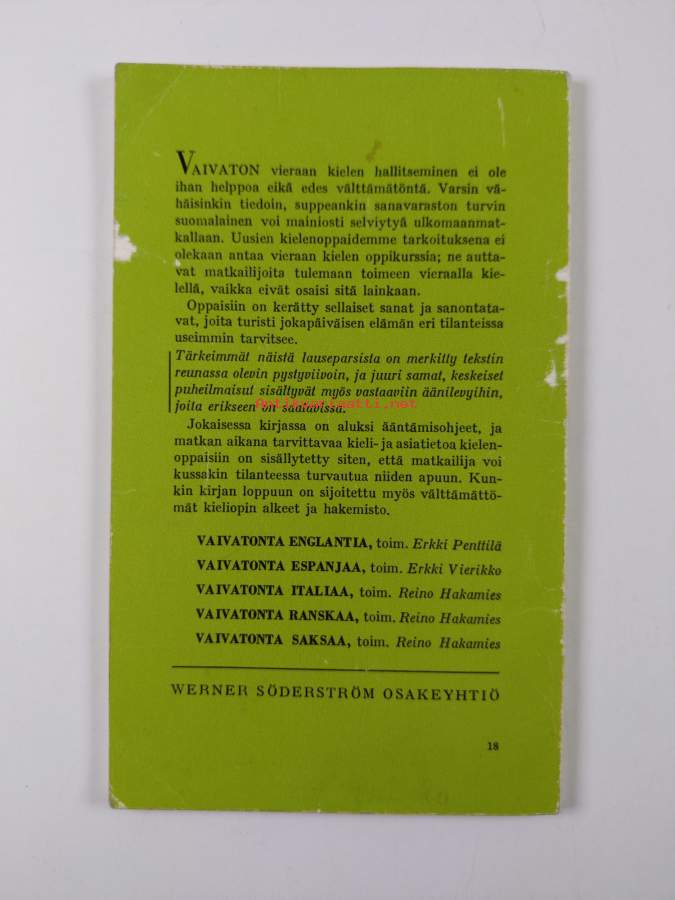 VAIVATON vieraan kielen hallitseminen ei ole
ihan helppoa eikä edes välttämätöntä. Varsin vä-
häisinkin tiedoin, suppeankin sanavaraston turvin
suomalainen voi mainiosti selviytyä ulkomaanmat-
kallaan. Uusien kielenoppaidemme tarkoituksena ei
olekaan antaa vieraan kielen oppikurssia; ne autta-
vat matkailijoita tulemaan toimeen vieraalla kie-
lellä, vaikka eivät osaisi sitä lainkaan.
Oppaisiin on kerätty sellaiset sanat ja sanontata-
vat, joita turisti jokapäiväisen elämän eri tilanteissa
useimmin tarvitsee.
Tärkeimmät näistä lauseparsista on merkitty tekstin
reunassa olevin pystyviivoin, ja juuri samat, keskeiset
puheilmaisut sisältyvät myös vastaaviin äänilevyihin,
Antikvariaatti.net
joita erikseen on saatavissa.
Jokaisessa kirjassa on aluksi ääntämisohjeet, ja
matkan aikana tarvittavaa kieli- ja asiatietoa kielen-
oppaisiin on sisällytetty siten, että matkailija voi
kussakin tilanteessa turvautua niiden apuun. Kun-
kin kirjan loppuun on sijoitettu myös välttämättö-
mät kieliopin alkeet ja hakemisto.
VAIVATONTA ENGLANTIA, toim. Erkki Penttilä
VAIVATONTA ESPANJAA, toim. Erkki Vierikko
VAIVATONTA ITALIAA, toim. Reino Hakamies
VAIVATONTA RANSKAA, toim. Reino Hakamies
VAIVATONTA SAKSAA, toim. Reino Hakamies
WERNER SÖDERSTRÖM OSAKEYHTIÖ
18